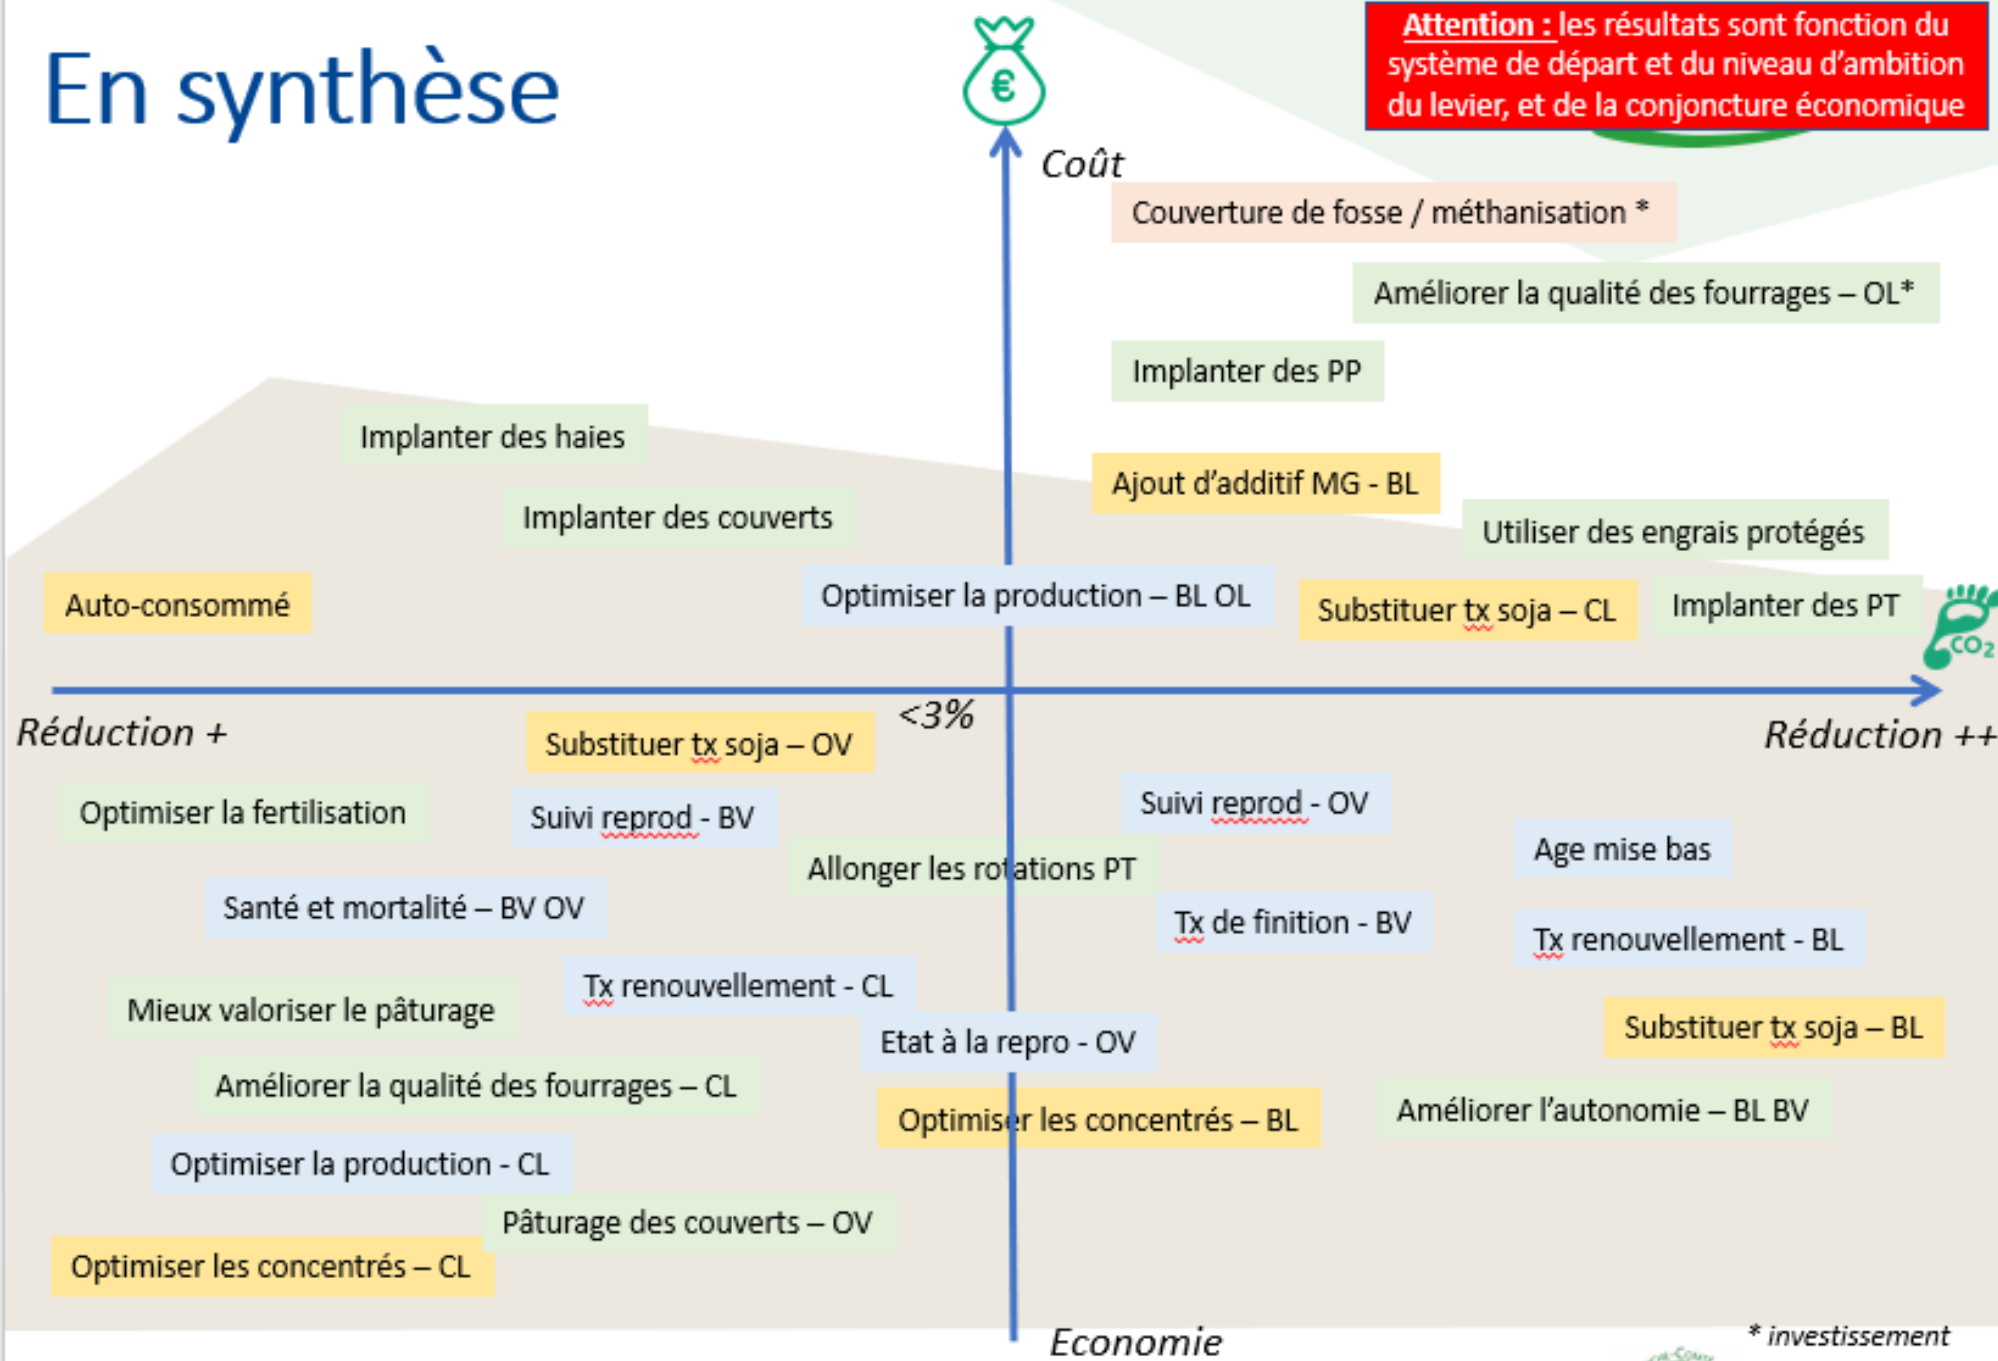 En synthèse
Attention : les résultats sont fonction du
système de départ et du niveau d’ambition
du levier, et de la conjoncture économique
€
Coût
Couverture de fosse / méthanisation *
Améliorer la qualité des fourrages – OL*
Implanter des PP
Implanter des haies
Ajout d’additif MG - BL
Implanter des couverts
Utiliser des engrais protégés
Auto-consommé
Optimiser la production – BL OL
Substituer tx soja – CL
Implanter des PT
CO2
<3%
Réduction +
Réduction ++
Substituer tx soja – OV
Optimiser la fertilisation
Suivi reprod - BV
Suivi reprod - OV
Allonger les rotations PT
Age mise bas
Santé et mortalité – BV OV
Tx de finition - BV
Tx renouvellement - BL
Tx renouvellement - CL
Mieux valoriser le pâturage
Substituer tx soja – BL
Etat à la repro - OV
Améliorer la qualité des fourrages – CL
Optimiser les concentrés – BL
Améliorer l’autonomie – BL BV
Optimiser la production - CL
Pâturage des couverts – OV
Optimiser les concentrés – CL
Economie
* investissement